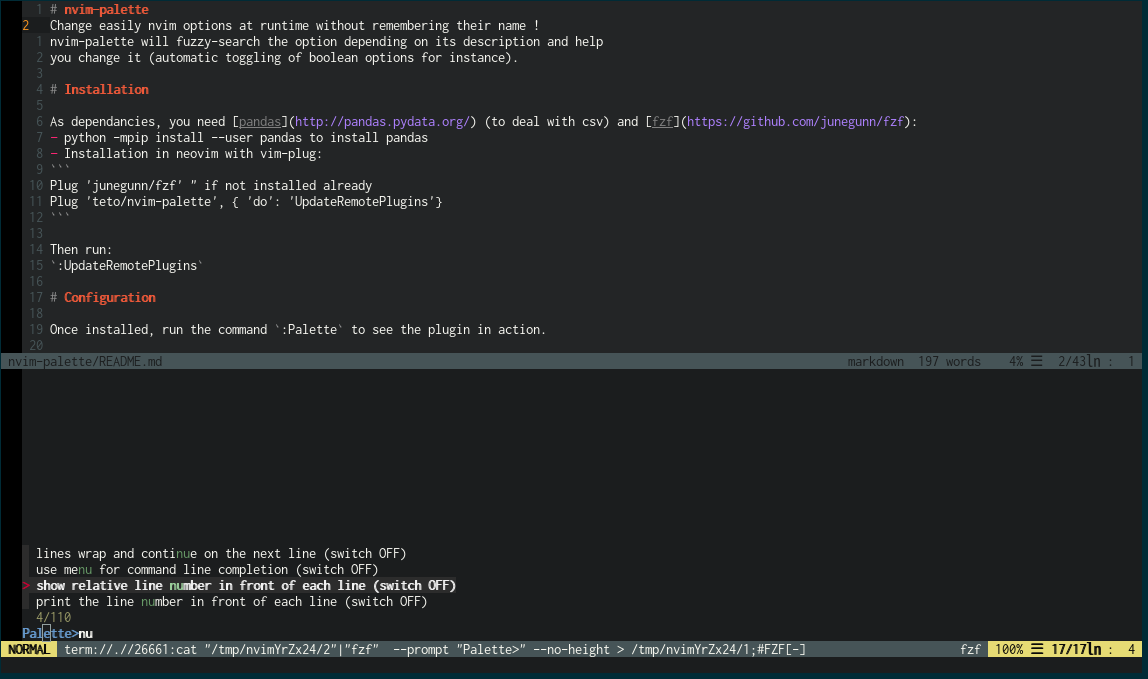 1 # nvim-palette
2 Change easily nvim options at runtime without remembering their name !
1 nvim-palette will fuzzy-search the option depending on its description and help
2 you change it (automatic toggling of boolean options for instance).
3
4 # Installation
5
6 As dependancies, you need [pandas](http://pandas.pydata.org/) (to deal with csv) and [fzf](https://github.com/junegunn/fzf):
7 - python -mpip install --user pandas to install pandas
8 - Installation in neovim with vim-plug:
9 ```
10 Plug 'junegunn/fzf' " if not installed already
11 Plug 'teto/nvim-palette', { 'do': 'UpdateRemotePlugins'}
12 ```
13
14 Then run:
15 `:UpdateRemotePlugins`
16
17 # Configuration
18
19 Once installed, run the command `:Palette` to see the plugin in action.
20
nvim-palette/README.md markdown 197 words 4% ☰ 2/43ln : 1
lines wrap and continue on the next line (switch OFF)
use menu for command line completion (switch OFF)
> show relative line number in front of each line (switch OFF)
print the line number in front of each line (switch OFF)
4/110
Palette>nu
NORMAL term://.//26661:cat "/tmp/nvimYrZx24/2"|"fzf" --prompt "Palette>" --no-height > /tmp/nvimYrZx24/1;#FZF[-] fzf 100% ☰ 17/17ln : 4